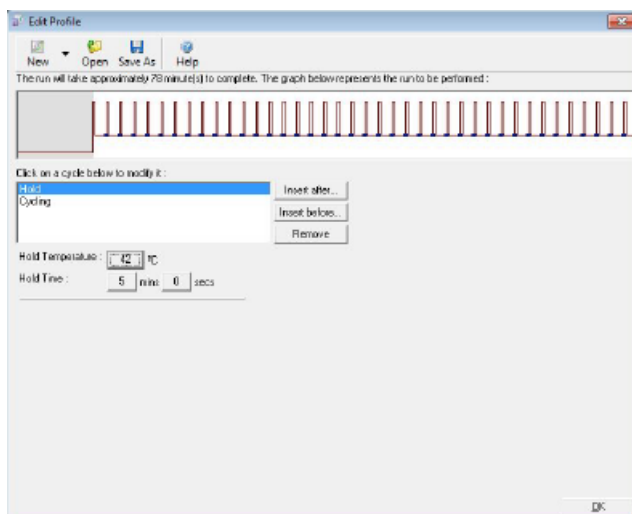 Edit Profile
New Open Save As Help
The run will take approximately 78 minute(s) to complete. The graph below represents the run to be performed :
Click on a cycle below to modify it :
Hold
Cycling
Insert after...
Insert before...
Remove
Hold Temperature : 42 °C
Hold Time : 5 mins 0 secs
OK